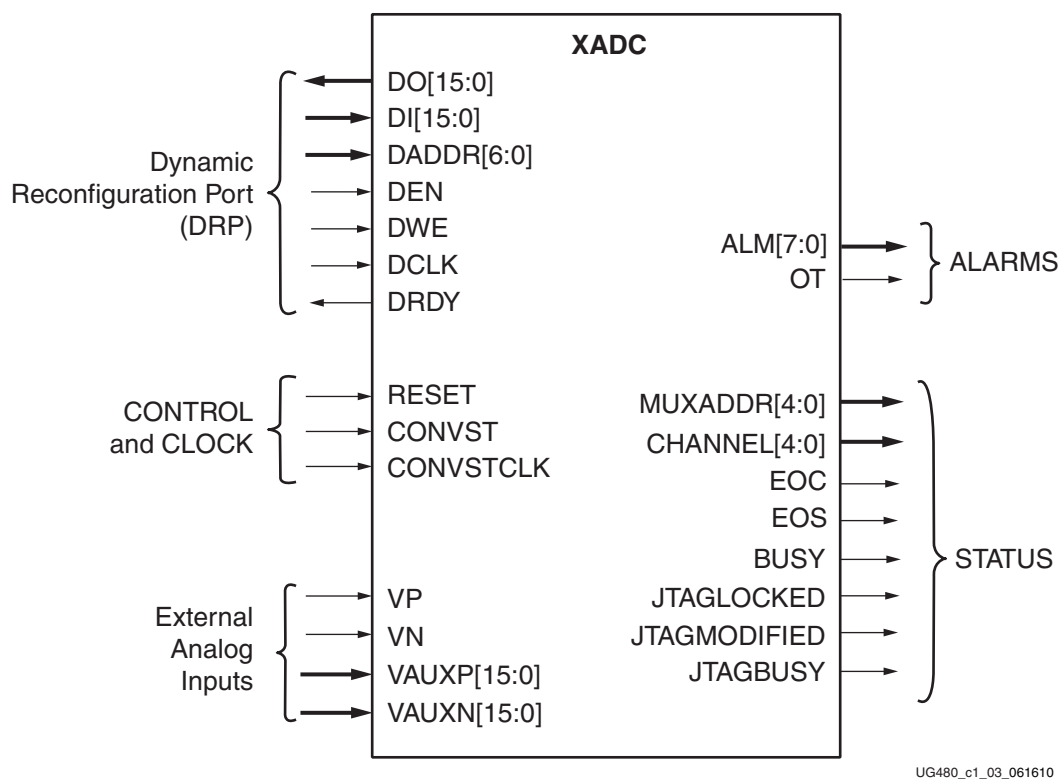 XADC
Dynamic
Reconfiguration Port
(DRP)
DO[15:0]
DI[15:0]
DADDR[6:0]
DEN
DWE
DCLK
DRDY
CONTROL
and CLOCK
RESET
CONVST
CONVSTCLK
External
Analog
Inputs
VP
VN
VAUXP[15:0]
VAUXN[15:0]
ALM[7:0]
OT
ALARMS
MUXADDR[4:0]
CHANNEL[4:0]
EOC
EOS
BUSY
JTAGLOCKED
JTAGMODIFIED
JTAGBUSY
STATUS
UG480_c1_03_061610